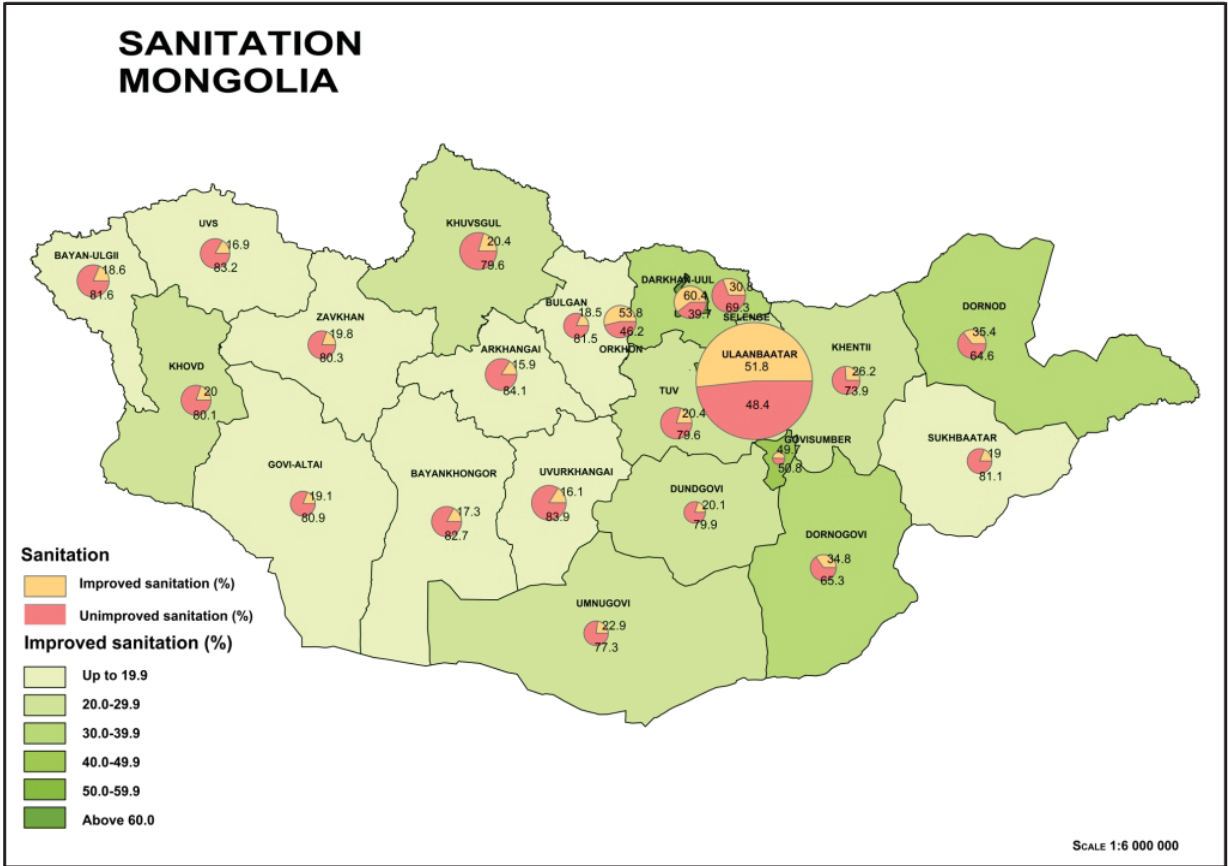 SANITATION
MONGOLIA
UVS
16.9
83.2
BAYAN-ULGII
18.6
81.6
KHUVSGUL
20.4
79.6
ZAVKHAN
19.8
80.3
KHOVD
20
80.1
BULGAN
18.5
81.5
53.8
46.2
ORKHON
DARKHAN-UUL
60.4
39.7
30.8
69.3
SELENGE
ARKHANGAI
15.9
84.1
ULAANBAATAR
51.8
48.4
TUV
20.4
79.6
KHENTII
26.2
73.9
DORNOD
35.4
64.6
GOVISUMBER
49.7
50.8
SUKHBAATAR
19
81.1
GOVI-ALTAI
19.1
80.9
BAYANKHONGOR
17.3
82.7
UVURKHANGAI
16.1
83.9
DUNDGOVI
20.1
79.9
DORNOGOVI
34.8
65.3
UMNUGOVI
22.9
77.3
Sanitation
Improved sanitation (%)
Unimproved sanitation (%)
Improved sanitation (%)
Up to 19.9
20.0-29.9
30.0-39.9
40.0-49.9
50.0-59.9
Above 60.0
SCALE 1:6 000 000